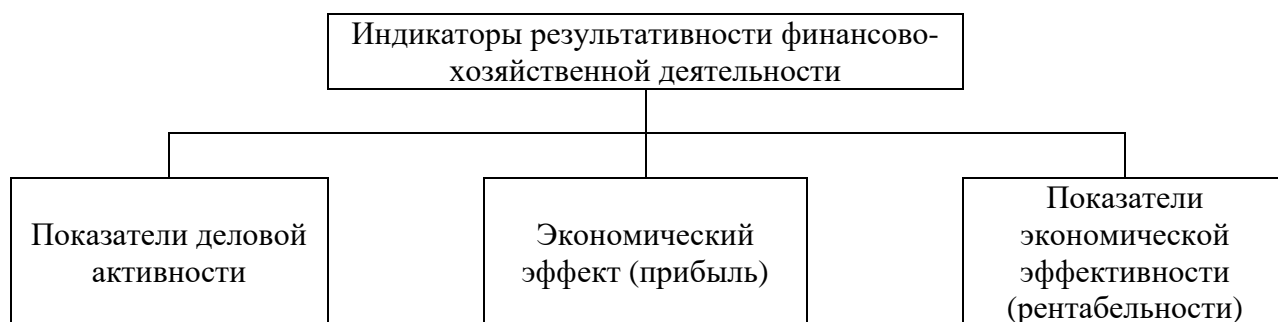 Индикаторы результативности финансово-
хозяйственной деятельности
Показатели деловой
активности
Экономический
эффект (прибыль)
Показатели
экономической
эффективности
(рентабельности)